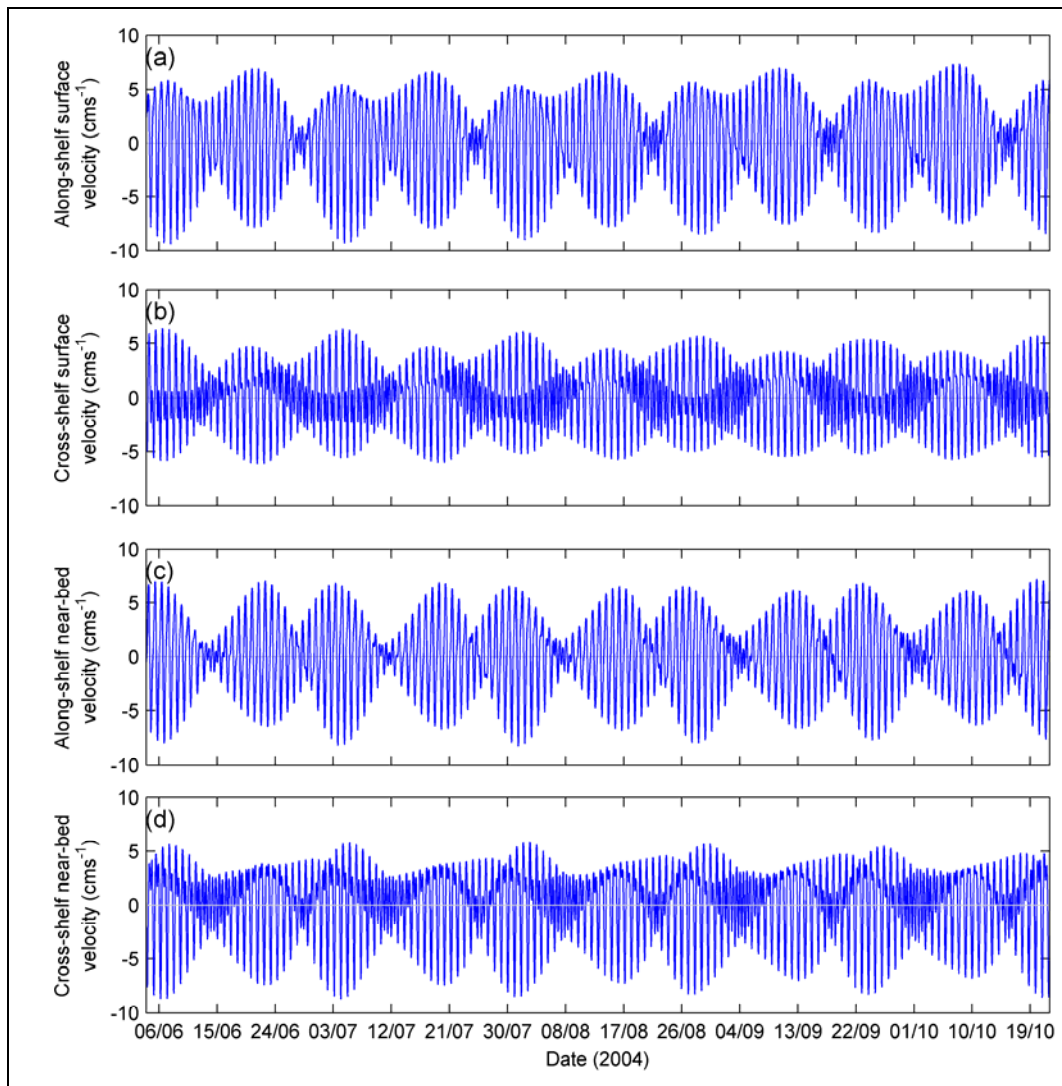 (a)
Along-shelf surface
velocity (cms-1)
10
5
0
-5
-10
(b)
Cross-shelf surface
velocity (cms-1)
10
5
0
-5
-10
(c)
Along-shelf near-bed
velocity (cms-1)
10
5
0
-5
-10
(d)
Cross-shelf near-bed
velocity (cms-1)
10
5
0
-5
-10
06/06 15/06 24/06 03/07 12/07 21/07 30/07 08/08 17/08 26/08 04/09 13/09 22/09 01/10 10/10 19/10
Date (2004)